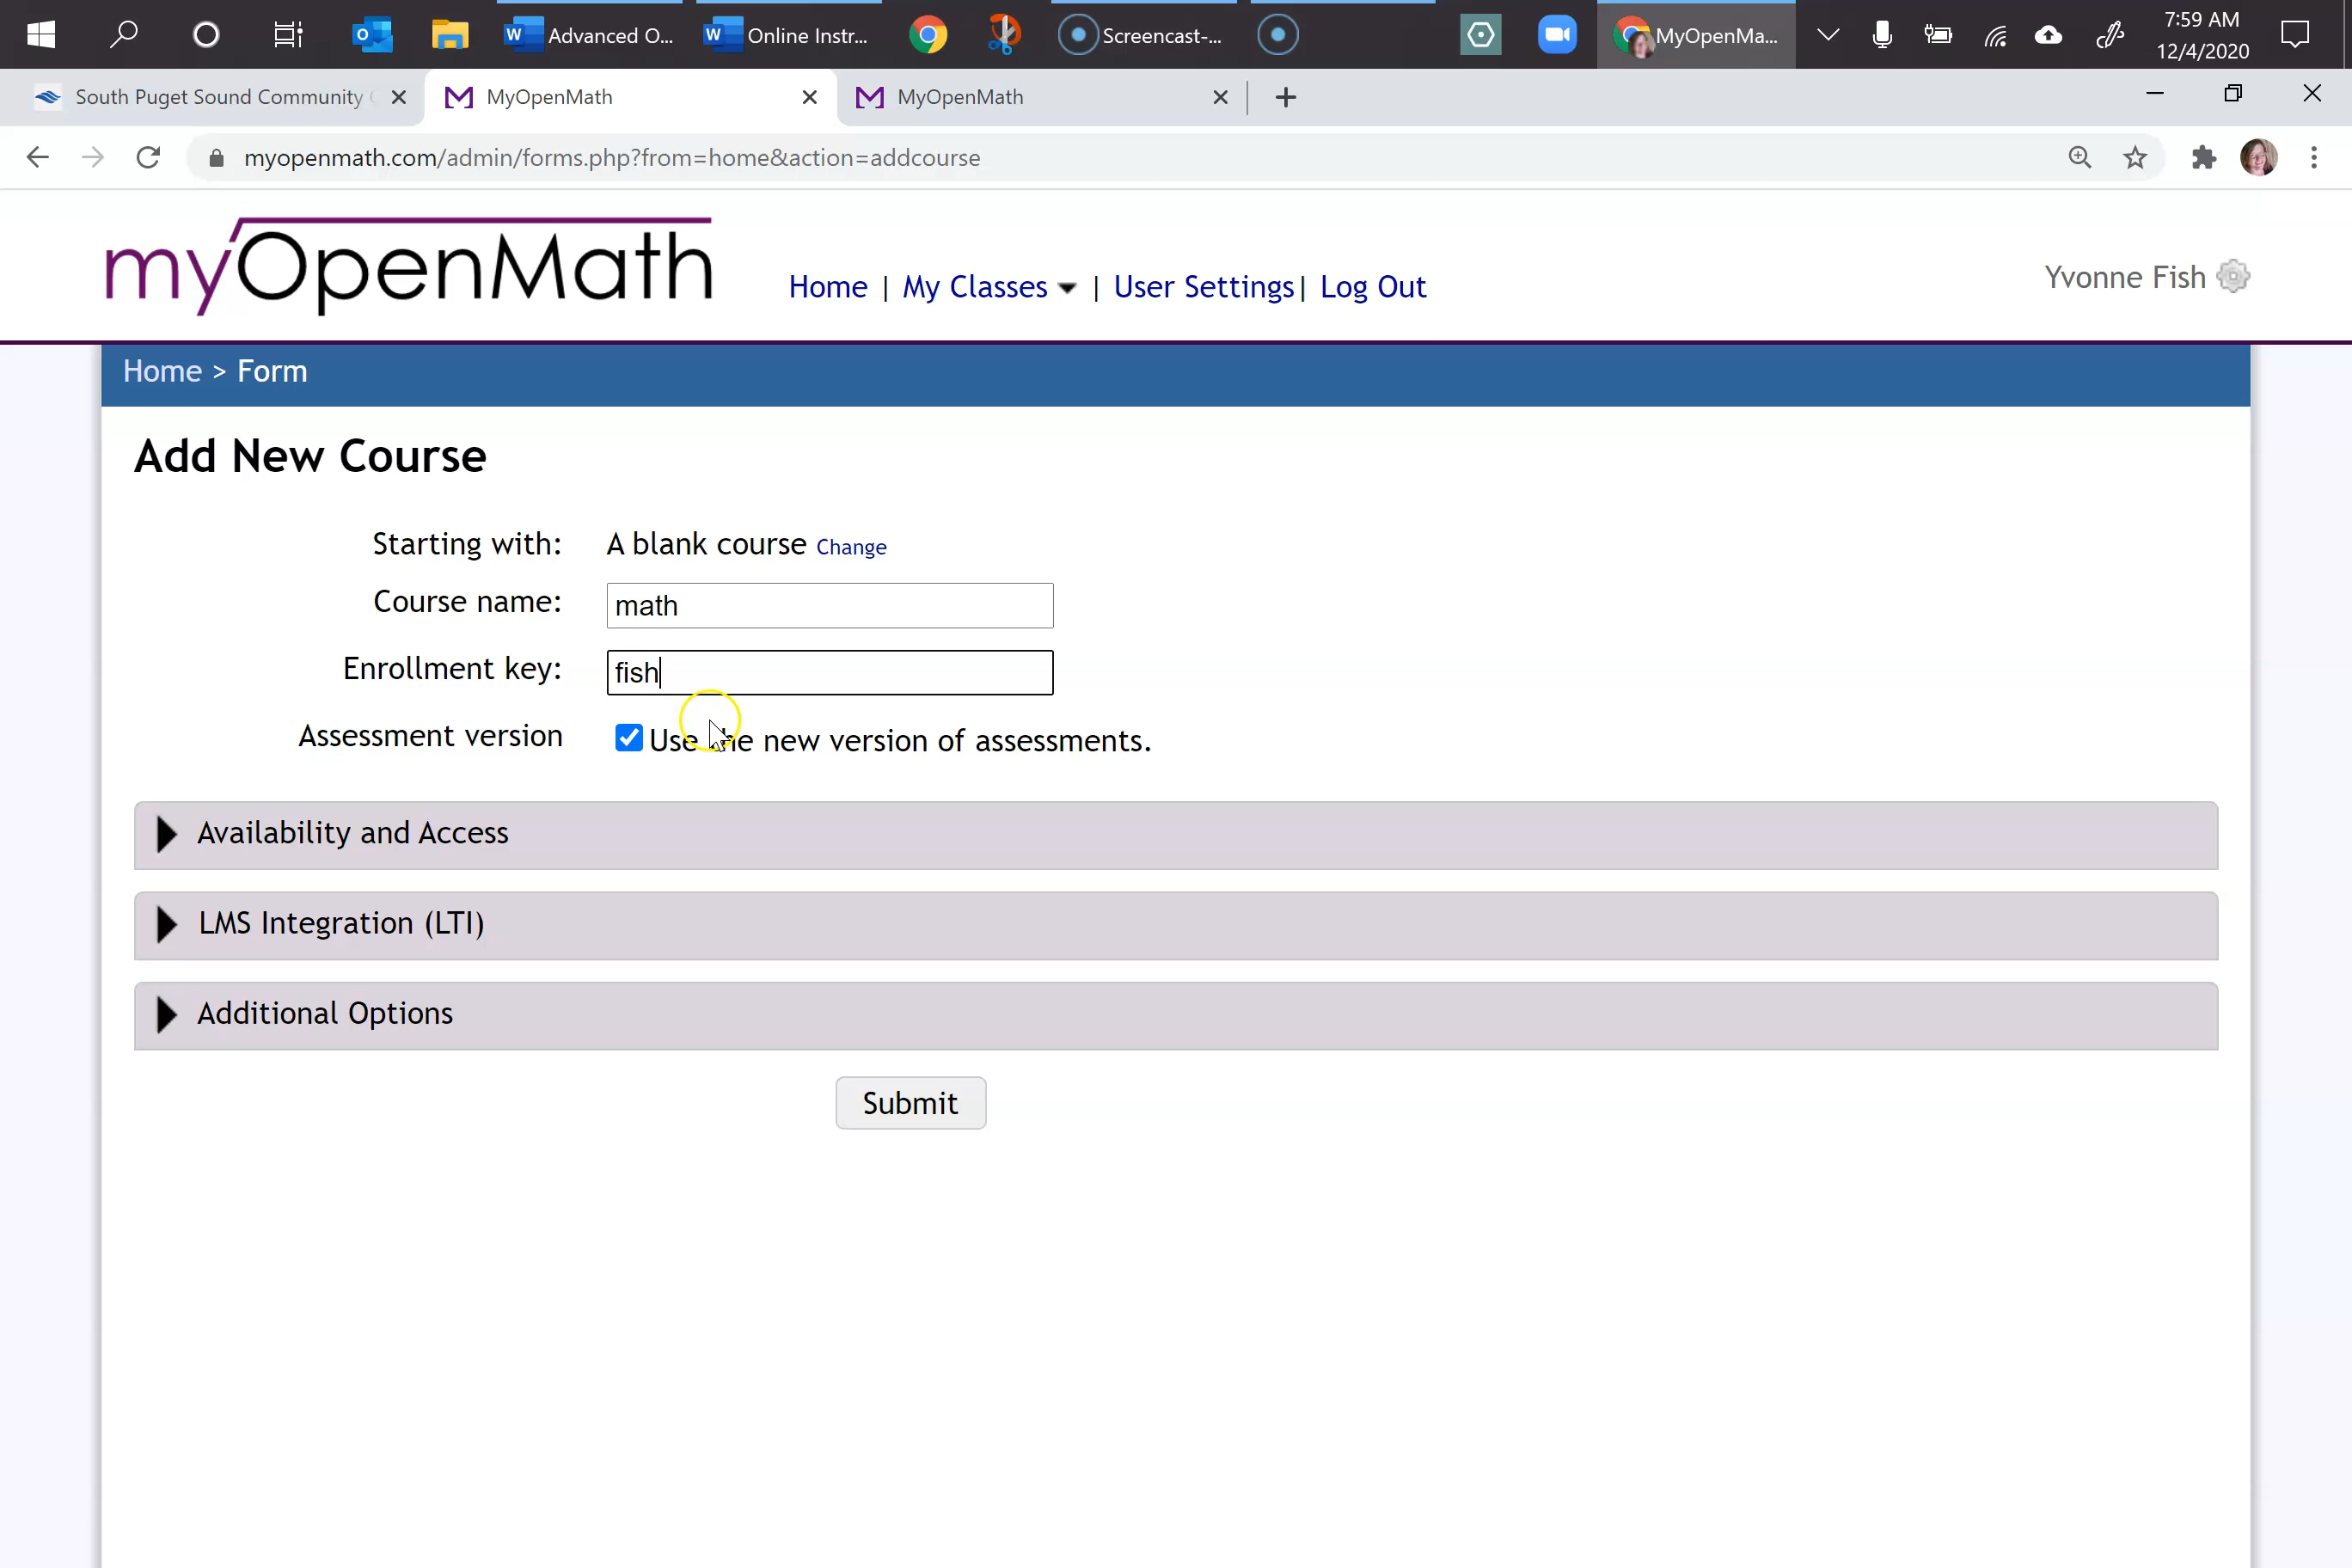 Advanced O...
Online Instr...
Screencast-...
MyOpenMa...
7:59 AM
12/4/2020
South Puget Sound Community
MyOpenMath
MyOpenMath
myopenmath.com/admin/forms.php?from=home&action=addcourse
myOpenMath
Home | My Classes | User Settings | Log Out
Yvonne Fish
Home > Form
Add New Course
Starting with: A blank course Change
Course name: math
Enrollment key: fish
Assessment version Use the new version of assessments.
Availability and Access
LMS Integration (LTI)
Additional Options
Submit